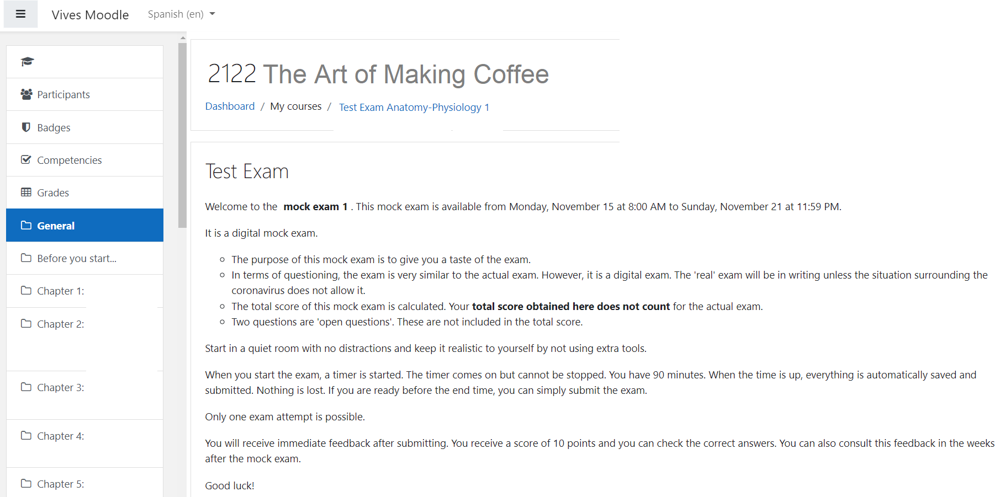 Vives Moodle
Spanish (en)
Participants
Badges
Competencies
Grades
General
Before you start...
Chapter 1:
Chapter 2:
Chapter 3:
Chapter 4:
Chapter 5:
2122 The Art of Making Coffee
Dashboard / My courses / Test Exam Anatomy-Physiology 1
Test Exam
Welcome to the mock exam 1 . This mock exam is available from Monday, November 15 at 8:00 AM to Sunday, November 21 at 11:59 PM.
It is a digital mock exam.
The purpose of this mock exam is to give you a taste of the exam.
In terms of questioning, the exam is very similar to the actual exam. However, it is a digital exam. The 'real' exam will be in writing unless the situation surrounding the
coronavirus does not allow it.
The total score of this mock exam is calculated. Your total score obtained here does not count for the actual exam.
Two questions are 'open questions'. These are not included in the total score.
Start in a quiet room with no distractions and keep it realistic to yourself by not using extra tools.
When you start the exam, a timer is started. The timer comes on but cannot be stopped. You have 90 minutes. When the time is up, everything is automatically saved and
submitted. Nothing is lost. If you are ready before the end time, you can simply submit the exam.
Only one exam attempt is possible.
You will receive immediate feedback after submitting. You receive a score of 10 points and you can check the correct answers. You can also consult this feedback in the weeks
after the mock exam.
Good luck!